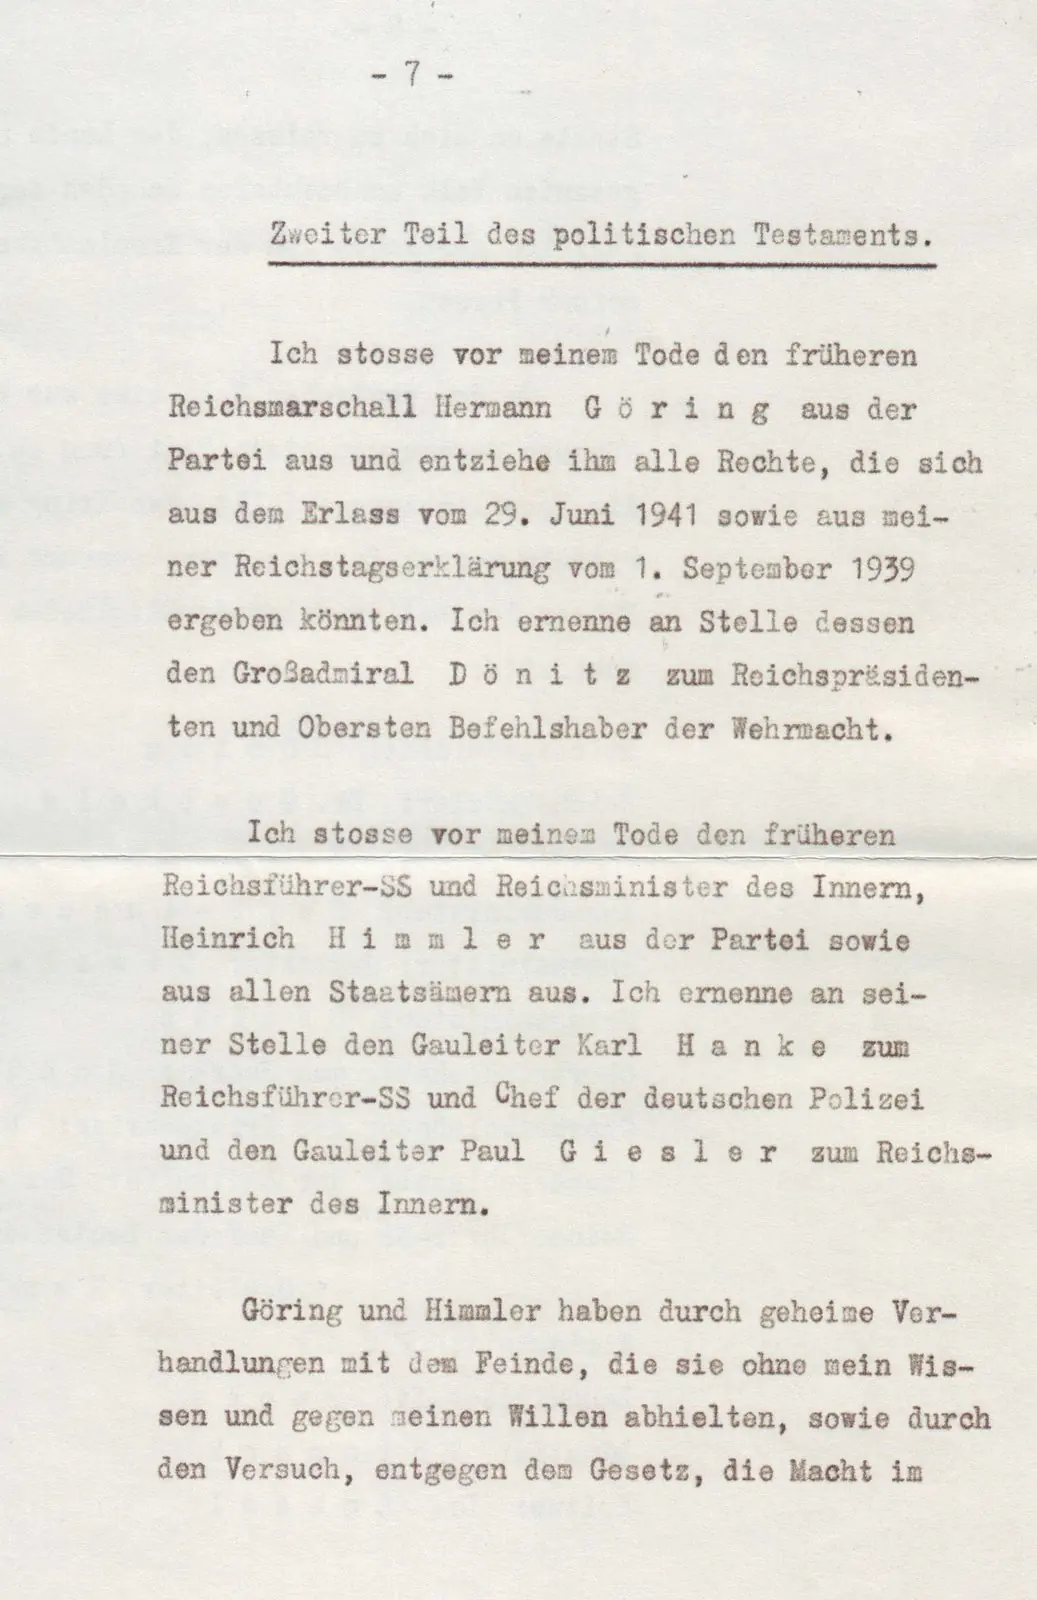 - 7 -
Zweiter Teil des politischen Testaments.
Ich stosse vor meinem Tode den früheren
Reichsmarschall Hermann G ö r i n g aus der
Partei aus und entziehe ihm alle Rechte, die sich
aus dem Erlass vom 29. Juni 1941 sowie aus mei-
ner Reichstagserklärung vom 1. September 1939
ergeben könnten. Ich ernenne an Stelle dessen
den Großadmiral D ö n i t z zum Reichspräsiden-
ten und Obersten Befehlshaber der Wehrmacht.
Ich stosse vor meinem Tode den früheren
Reichsführer-SS und Reichsminister des Innern,
Heinrich H i m m l e r aus der Partei sowie
aus allen Staatsämern aus. Ich ernenne an sei-
ner Stelle den Gauleiter Karl H a n k e zum
Reichsführer-SS und Chef der deutschen Polizei
und den Gauleiter Paul G i e s l e r zum Reichs-
minister des Innern.
Göring und Himmler haben durch geheime Ver-
handlungen mit dem Feinde, die sie ohne mein Wis-
sen und gegen meinen Willen abhielten, sowie durch
den Versuch, entgegen dem Gesetz, die Macht im